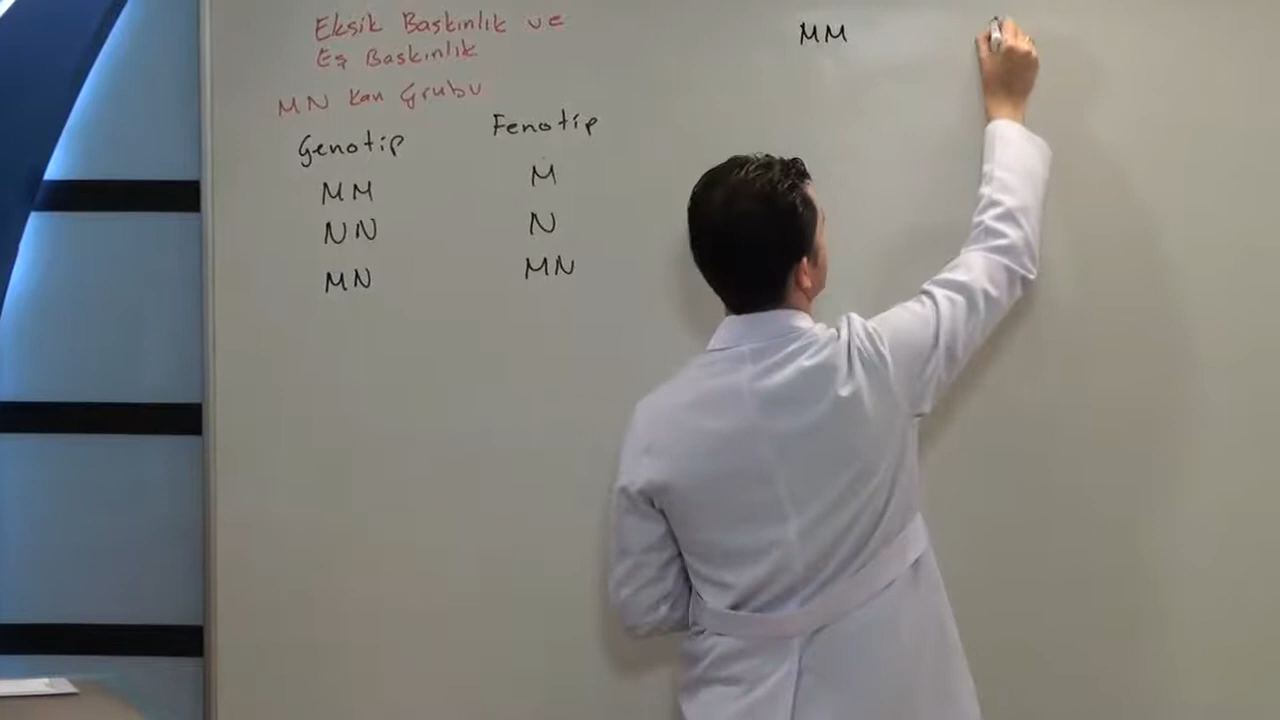 Eksik Baskınlık ve
Eş Baskınlık
MN Kan Grubu
Genotip Fenotip
MM M
NN N
MN MN
MM